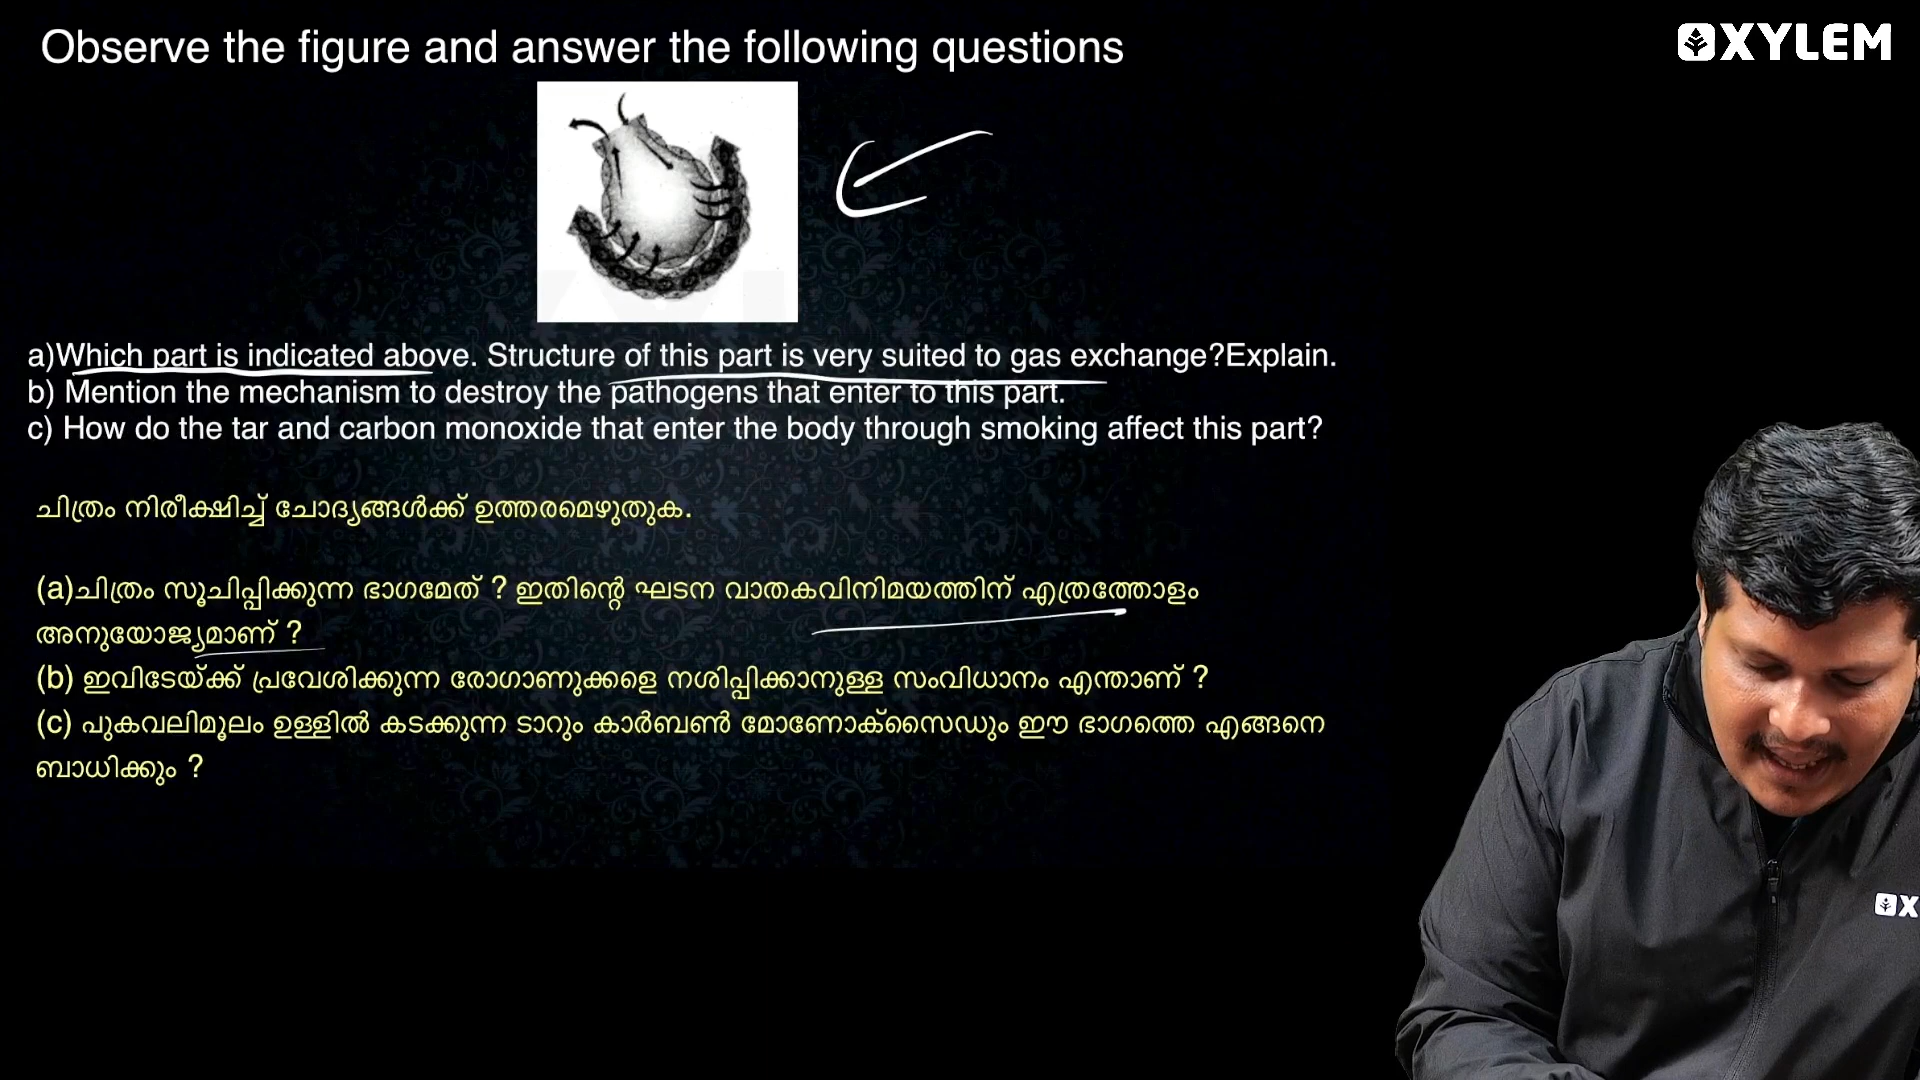 Observe the figure and answer the following questions
XYLEM
a)Which part is indicated above. Structure of this part is very suited to gas exchange?Explain.
b) Mention the mechanism to destroy the pathogens that enter to this part.
c) How do the tar and carbon monoxide that enter the body through smoking affect this part?
ചിത്രം നിരീക്ഷിച്ച് ചോദ്യങ്ങൾക്ക് ഉത്തരമെഴുതുക.
(a)ചിത്രം സൂചിപ്പിക്കുന്ന ഭാഗമേത് ? ഇതിന്റെ ഘടന വാതകവിനിമയത്തിന് എത്രത്തോളം
അനുയോജ്യമാണ് ?
(b) ഇവിടേയ്ക്ക് പ്രവേശിക്കുന്ന രോഗാണുക്കളെ നശിപ്പിക്കാനുള്ള സംവിധാനം എന്താണ് ?
(c) പുകവലിമൂലം ഉള്ളിൽ കടക്കുന്ന ടാറും കാർബൺ മോണോക്സൈഡും ഈ ഭാഗത്തെ എങ്ങനെ
ബാധിക്കും ?
X